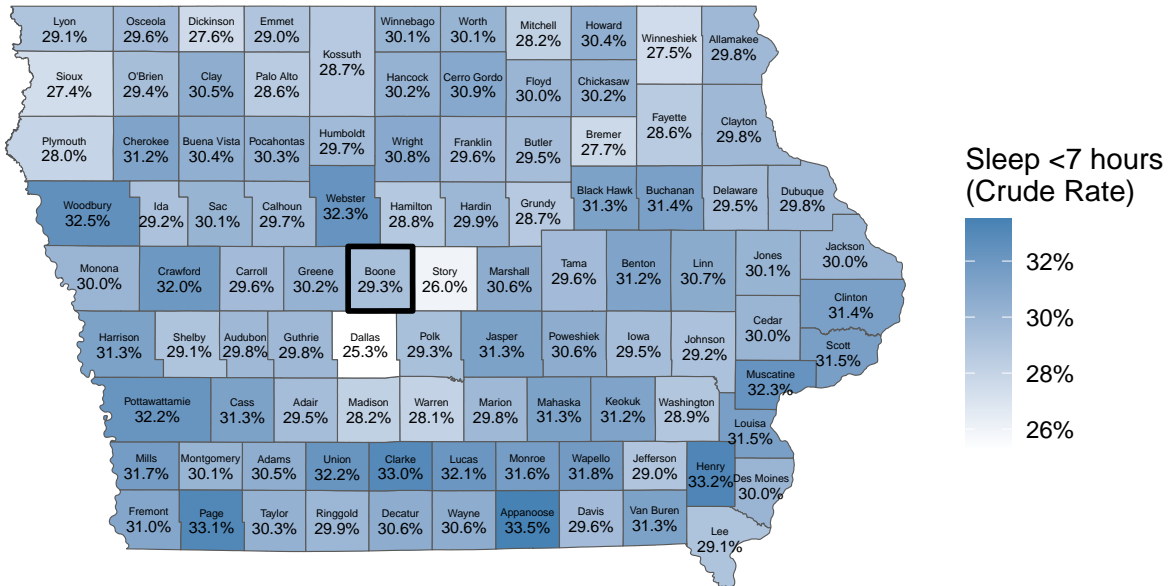 Lyon
29.1%
Osceola
29.6%
Dickinson
27.6%
Emmet
29.0%
Kossuth
28.7%
Winnebago
30.1%
Worth
30.1%
Mitchell
28.2%
Howard
30.4%
Winneshiek
27.5%
Allamakee
29.8%
Sioux
27.4%
O'Brien
29.4%
Clay
30.5%
Palo Alto
28.6%
Hancock
30.2%
Cerro Gordo
30.9%
Floyd
30.0%
Chickasaw
30.2%
Fayette
28.6%
Clayton
29.8%
Plymouth
28.0%
Cherokee
31.2%
Buena Vista
30.4%
Pocahontas
30.3%
Humboldt
29.7%
Wright
30.8%
Franklin
29.6%
Butler
29.5%
Bremer
27.7%
Woodbury
32.5%
Ida
29.2%
Sac
30.1%
Calhoun
29.7%
Webster
32.3%
Hamilton
28.8%
Hardin
29.9%
Grundy
28.7%
Black Hawk
31.3%
Buchanan
31.4%
Delaware
29.5%
Dubuque
29.8%
Monona
30.0%
Crawford
32.0%
Carroll
29.6%
Greene
30.2%
Boone
29.3%
Story
26.0%
Marshall
30.6%
Tama
29.6%
Benton
31.2%
Linn
30.7%
Jones
30.1%
Jackson
30.0%
Clinton
31.4%
Harrison
31.3%
Shelby
29.1%
Audubon
29.8%
Guthrie
29.8%
Dallas
25.3%
Polk
29.3%
Jasper
31.3%
Poweshiek
30.6%
Iowa
29.5%
Johnson
29.2%
Cedar
30.0%
Scott
31.5%
Muscatine
32.3%
Pottawattamie
32.2%
Cass
31.3%
Adair
29.5%
Madison
28.2%
Warren
28.1%
Marion
29.8%
Mahaska
31.3%
Keokuk
31.2%
Washington
28.9%
Louisa
31.5%
Mills
31.7%
Montgomery
30.1%
Adams
30.5%
Union
32.2%
Clarke
33.0%
Lucas
32.1%
Monroe
31.6%
Wapello
31.8%
Jefferson
29.0%
Henry
33.2%
Des Moines
30.0%
Fremont
31.0%
Page
33.1%
Taylor
30.3%
Ringgold
29.9%
Decatur
30.6%
Wayne
30.6%
Appanoose
33.5%
Davis
29.6%
Van Buren
31.3%
Lee
29.1%
Sleep <7 hours
(Crude Rate)
32%
30%
28%
26%